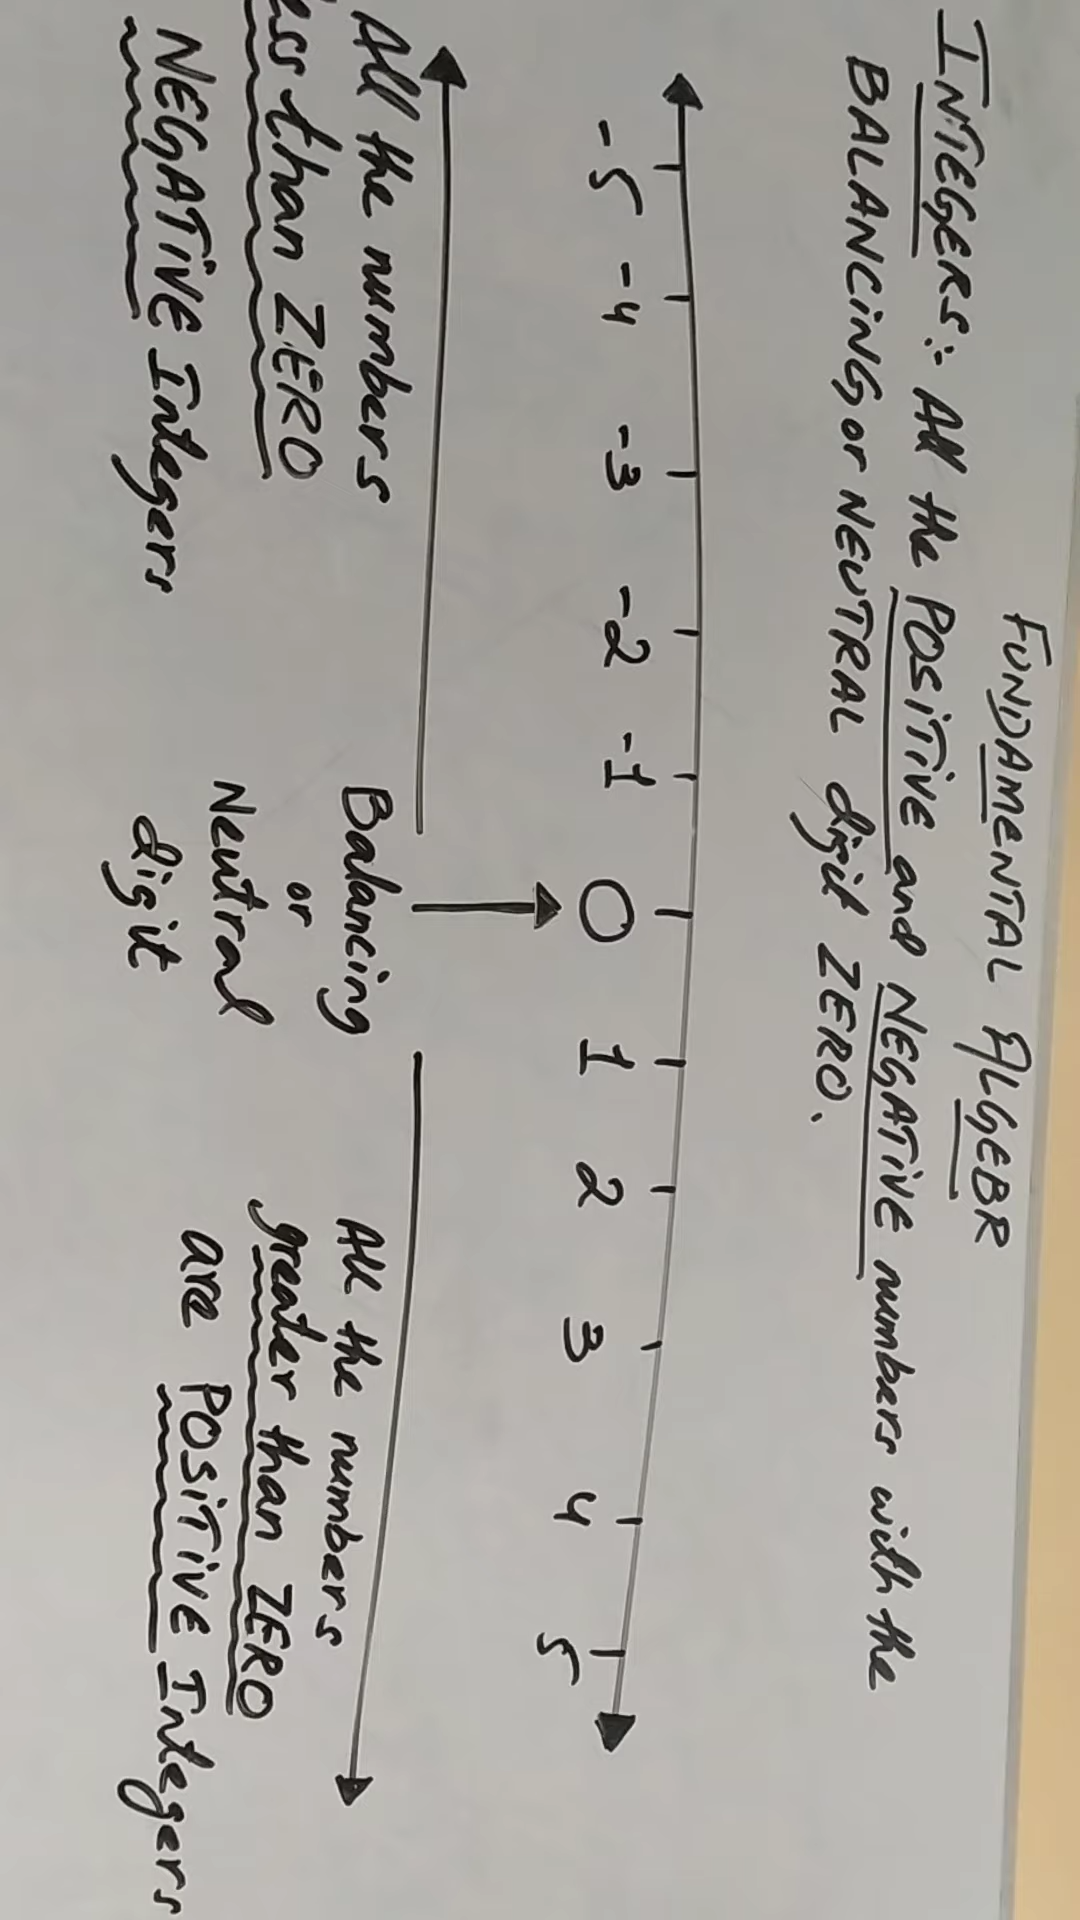 FUNDAMENTAL ALGEBR
INTEGERS:- All the POSITIVE and NEGATIVE numbers with the
BALANCING or NEUTRAL digit ZERO.
-5 -4 -3 -2 -1 0 1 2 3 4 5
All the numbers
ess than ZERO
NEGATIVE Integers
Balancing
or
Neutral
digit
All the numbers
greater than ZERO
are POSITIVE Integers